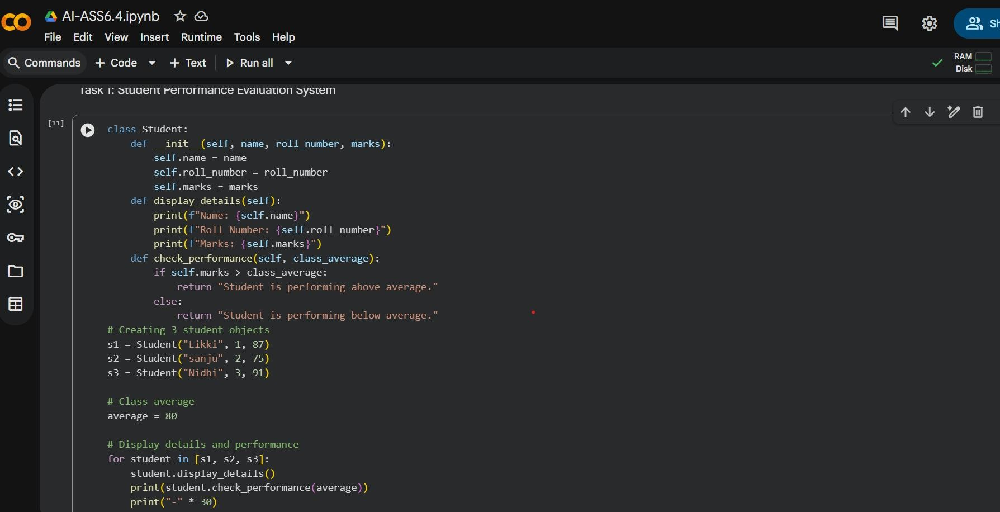 AI-ASS6.4.ipynb
File Edit View Insert Runtime Tools Help
Commands + Code + Text Run all
RAM
Disk
Task 1: Student Performance Evaluation System
[11]
class Student:
    def __init__(self, name, roll_number, marks):
        self.name = name
        self.roll_number = roll_number
        self.marks = marks
    def display_details(self):
        print(f"Name: {self.name}")
        print(f"Roll Number: {self.roll_number}")
        print(f"Marks: {self.marks}")
    def check_performance(self, class_average):
        if self.marks > class_average:
            return "Student is performing above average."
        else:
            return "Student is performing below average."
# Creating 3 student objects
s1 = Student("Likki", 1, 87)
s2 = Student("sanju", 2, 75)
s3 = Student("Nidhi", 3, 91)
# Class average
average = 80
# Display details and performance
for student in [s1, s2, s3]:
    student.display_details()
    print(student.check_performance(average))
    print("-" * 30)